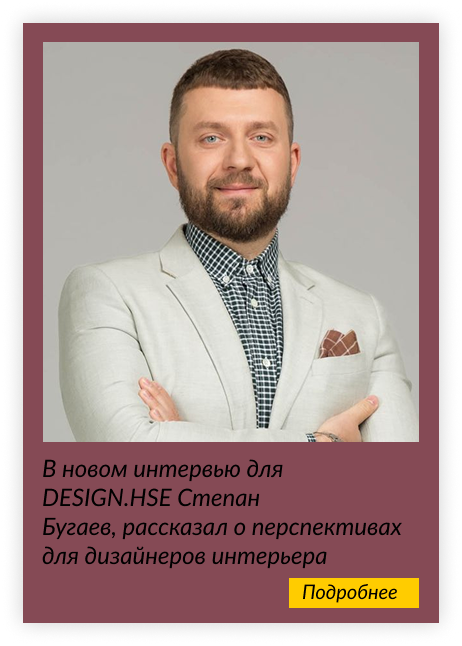 В новом интервью для
DESIGN.HSE Степан
Бугаев, рассказал о перспективах
для дизайнеров интерьера
Подробнее